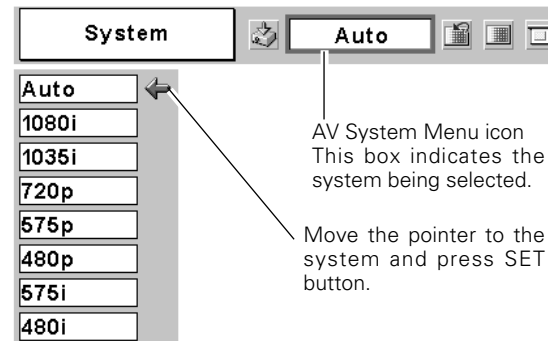 System
Auto
Auto
1080i
1035i
720p
575p
480p
575i
480i
AV System Menu icon
This box indicates the
system being selected.
Move the pointer to the
system and press SET
button.